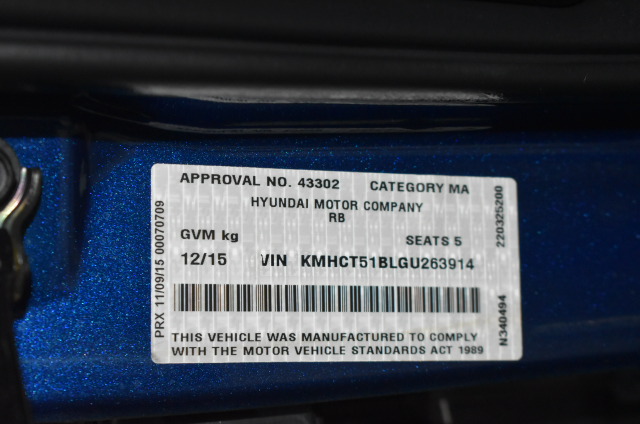 APPROVAL NO. 43302 CATEGORY MA
HYUNDAI MOTOR COMPANY
RB
GVM kg SEATS 5
12/15 VIN KMHCT51BLGU263914
THIS VEHICLE WAS MANUFACTURED TO COMPLY
WITH THE MOTOR VEHICLE STANDARDS ACT 1989
PRX 11/09/15 00070709
220325200
N340494